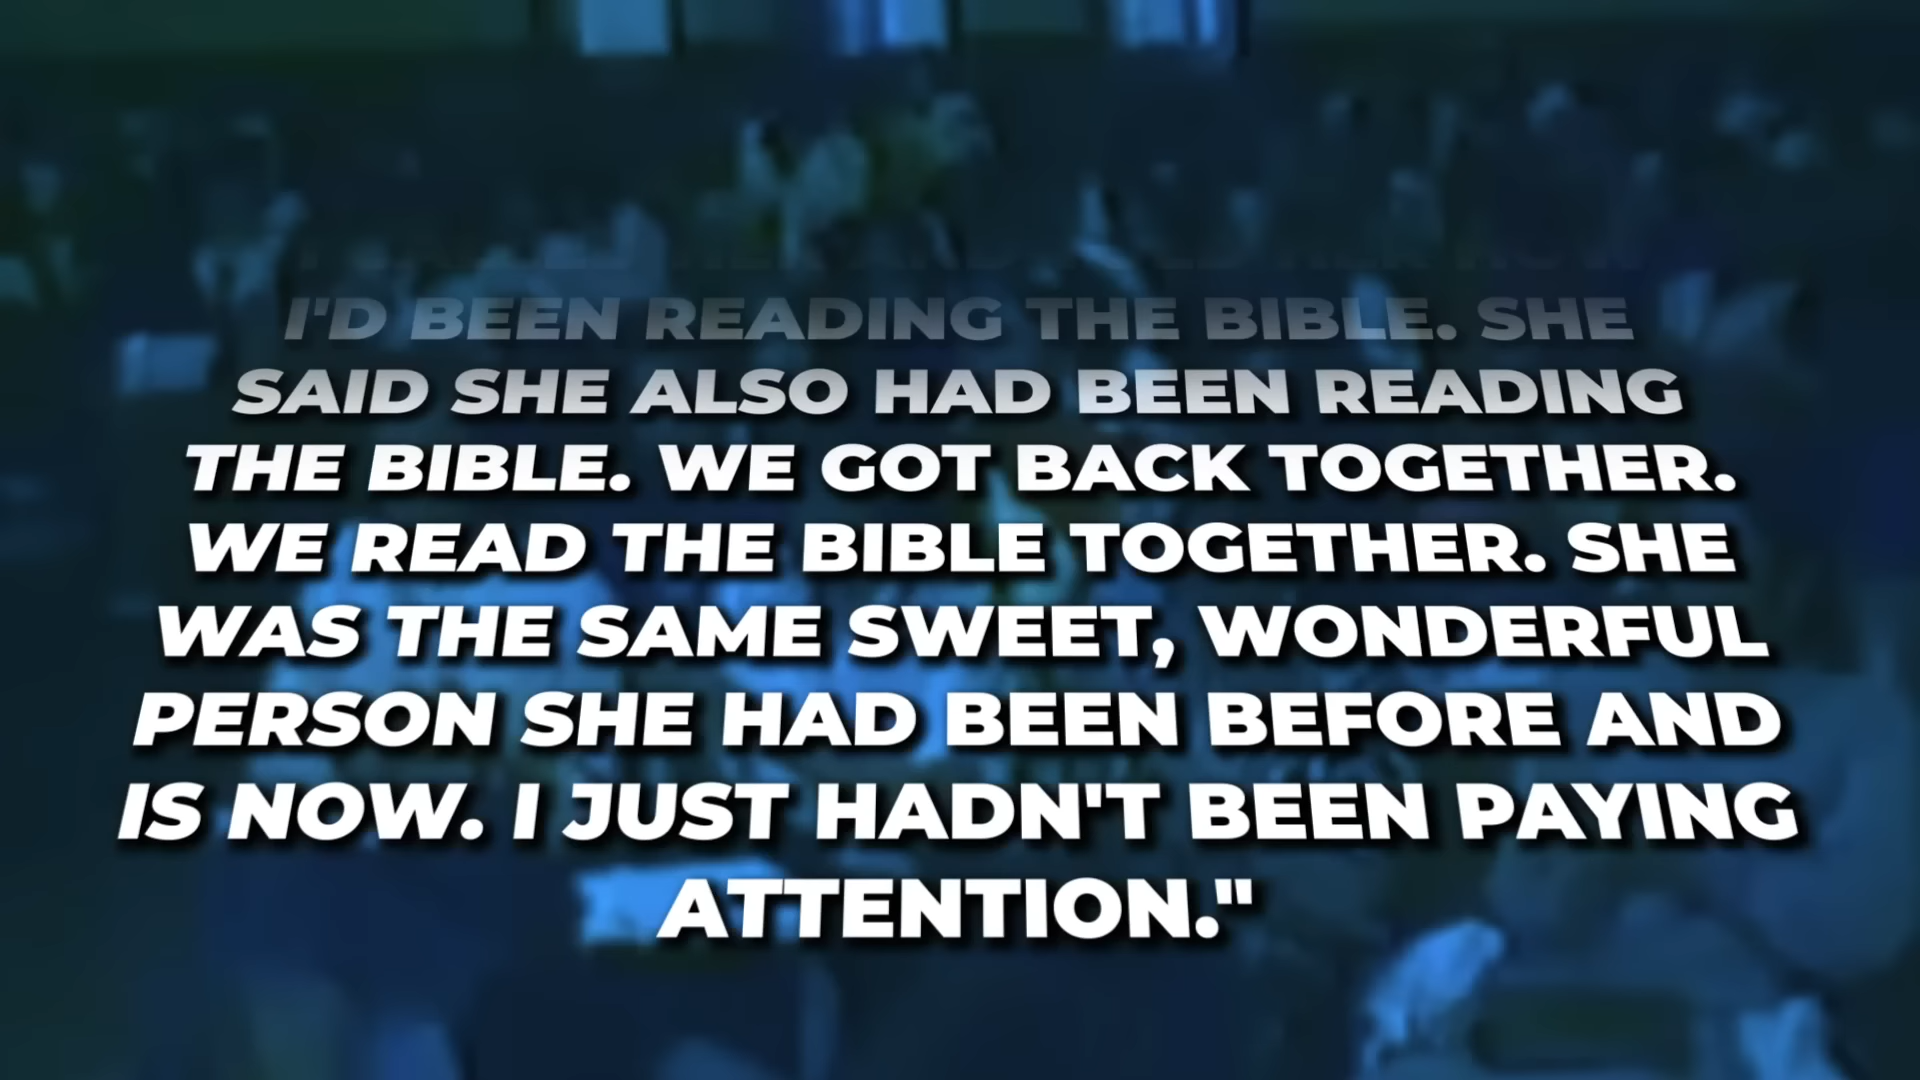 I'D BEEN READING THE BIBLE. SHE
SAID SHE ALSO HAD BEEN READING
THE BIBLE. WE GOT BACK TOGETHER.
WE READ THE BIBLE TOGETHER. SHE
WAS THE SAME SWEET, WONDERFUL
PERSON SHE HAD BEEN BEFORE AND
IS NOW. I JUST HADN'T BEEN PAYING
ATTENTION."